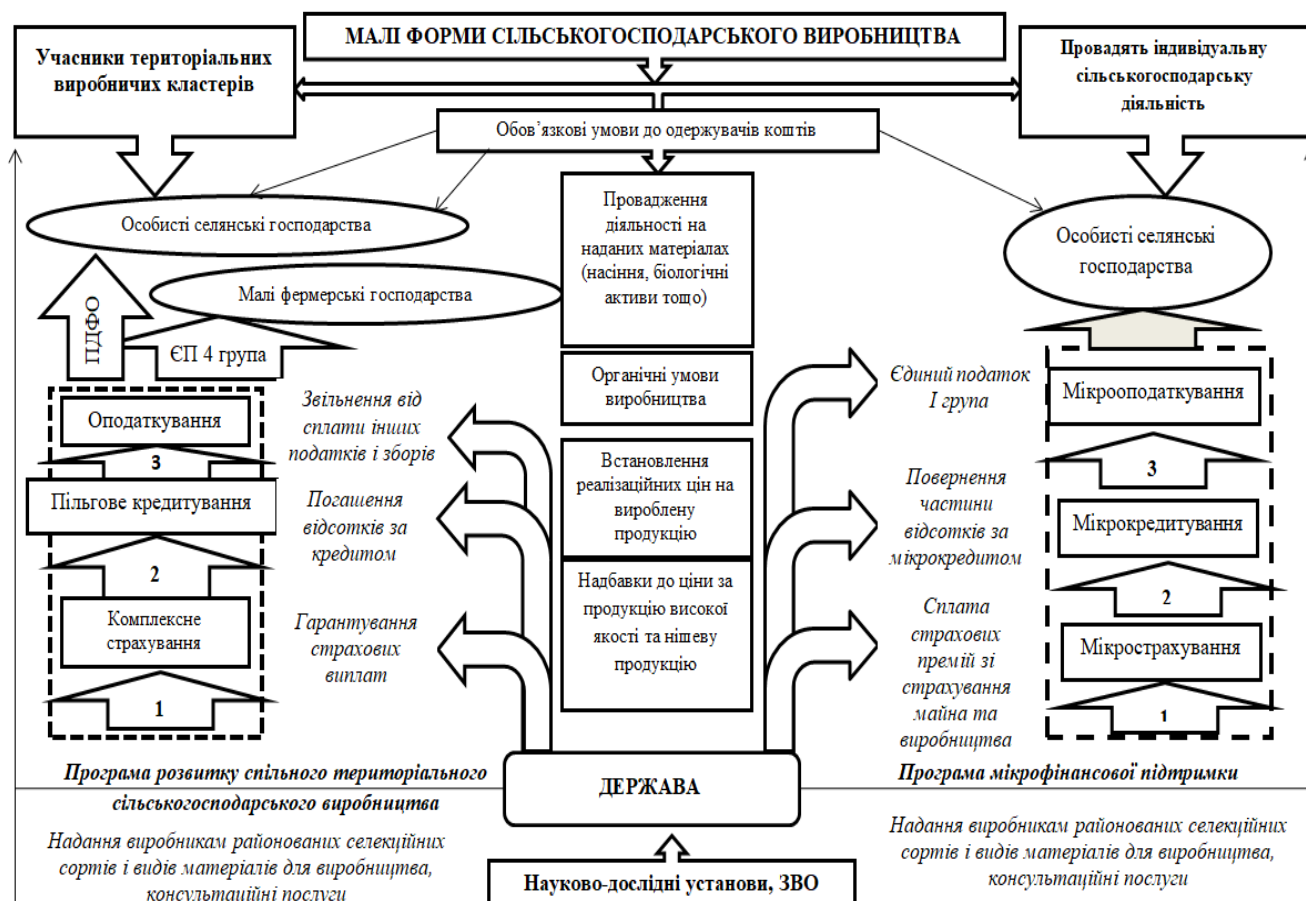 МАЛІ ФОРМИ СІЛЬСЬКОГОСПОДАРСЬКОГО ВИРОБНИЦТВА
Учасники територіальних
виробничих кластерів
Провадять індивідуальну
сільськогосподарську
діяльність
Обов’язкові умови до одержувачів коштів
Особисті селянські господарства
Малі фермерські господарства
ПДФО
ЄП 4 група
Оподаткування
3
Пільгове кредитування
2
Комплексне
страхування
1
Звільнення від
сплати інших
податків і зборів
Погашення
відсотків за
кредитом
Гарантування
страхових
виплат
Провадження
діяльності на
наданих матеріалах
(насіння, біологічні
активи тощо)
Органічні умови
виробництва
Встановлення
реалізаційних цін на
вироблену
продукцію
Надбавки до ціни за
продукцію високої
якості та нішеву
продукцію
Єдиний податок
I група
Повернення
частини
відсотків за
мікрокредитом
Сплата
страхових
премій зі
страхування
майна та
виробництва
Особисті селянські
господарства
Мікрооподаткування
3
Мікрокредитування
2
Мікрострахування
1
Програма розвитку спільного територіального
сільськогосподарського виробництва
ДЕРЖАВА
Програма мікрофінансової підтримки
Надання виробникам районованих селекційних
сортів і видів матеріалів для виробництва,
консультаційні послуги
Науково-дослідні установи, ЗВО
Надання виробникам районованих селекційних
сортів і видів матеріалів для виробництва,
консультаційні послуги